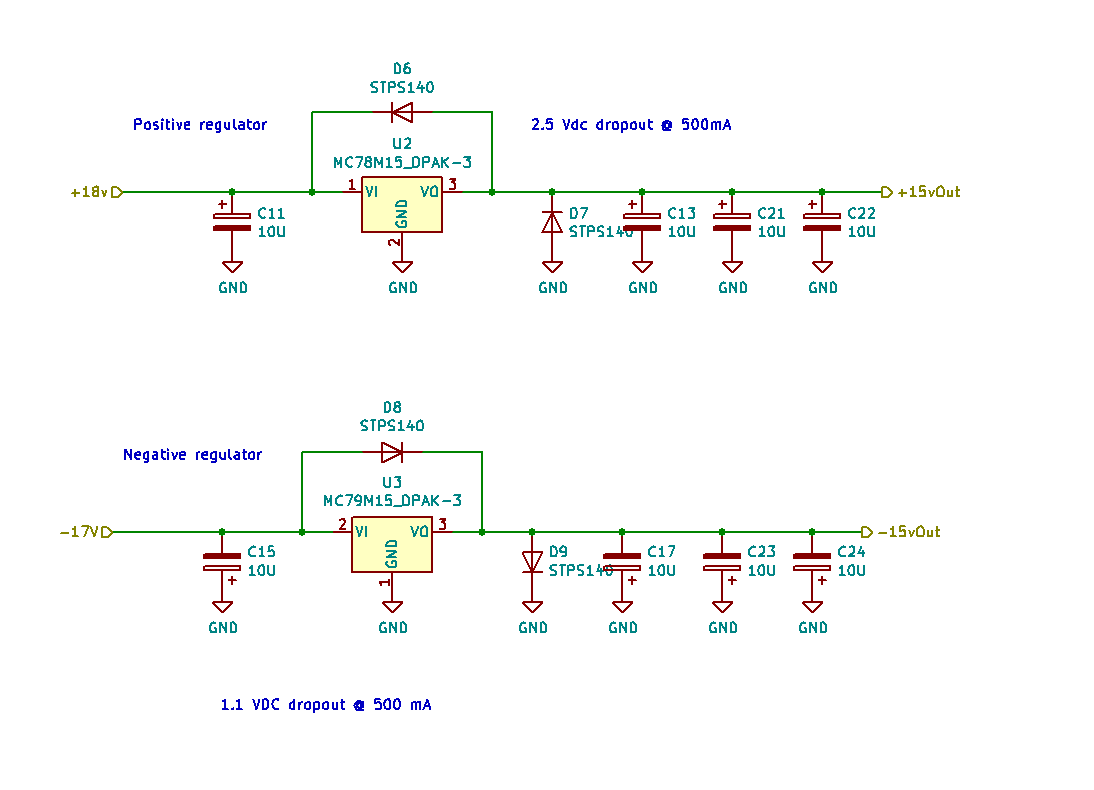 D6
STPS140
Positive regulator
2.5 Vdc dropout @ 500mA
U2
MC78M15_DPAK-3
+18v
1
VI
VO
3
+15vOut
GND
2
+
C11
10U
D7
STPS140
+
C13
10U
+
C21
10U
+
C22
10U
GND
GND
GND
GND
GND
GND
D8
STPS140
Negative regulator
U3
MC79M15_DPAK-3
-17V
2
VI
VO
3
-15vOut
GND
1
C15
10U
+
D9
STPS140
C17
10U
+
C23
10U
+
C24
10U
+
GND
GND
GND
GND
GND
GND
1.1 VDC dropout @ 500 mA